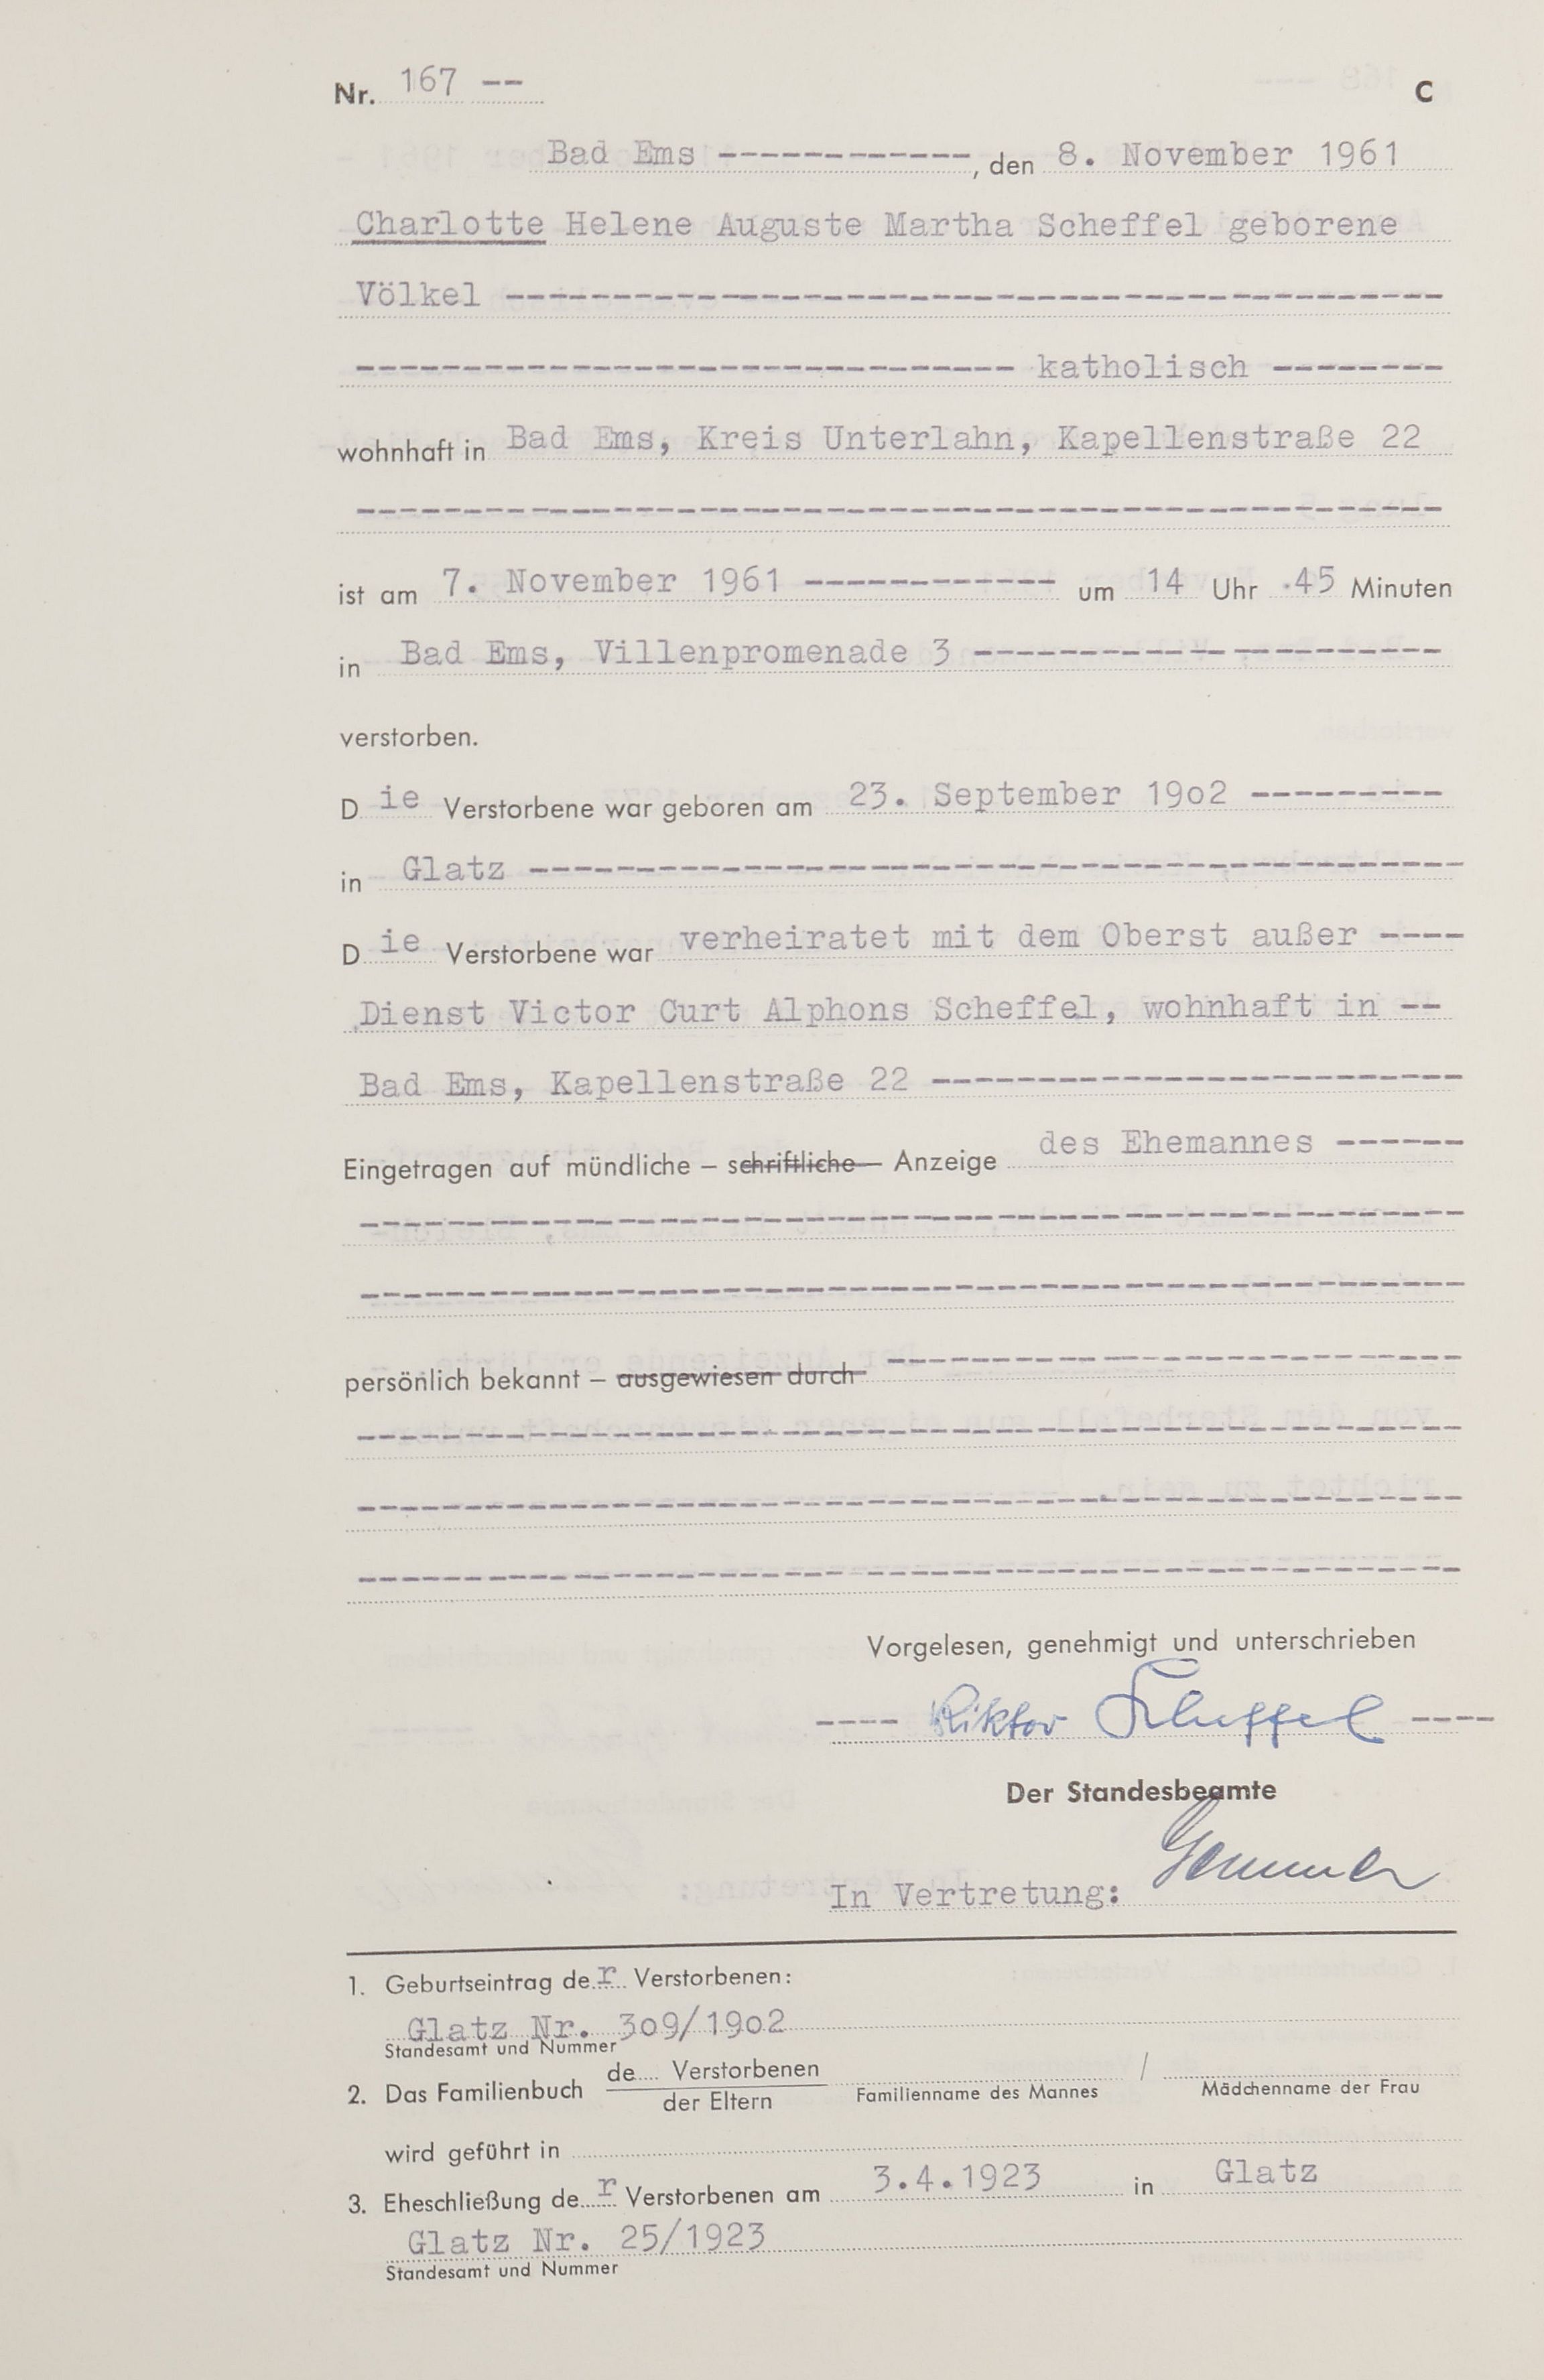 Nr. 167 -- C
Bad Ems ------------, den 8. November 1961
Charlotte Helene Auguste Martha Scheffel geborene
Völkel ---------------------------------------------
-------------------------------- katholisch --------
wohnhaft in Bad Ems, Kreis Unterlahn, Kapellenstraße 22
----------------------------------------------------
ist am 7. November 1961 ------------ um 14 Uhr 45 Minuten
in Bad Ems, Villenpromenade 3 ----------------------
verstorben.
Die Verstorbene war geboren am 23. September 19o2 ---------
in Glatz --------------------------------------------
Die Verstorbene war verheiratet mit dem Oberst außer ----
Dienst Victor Curt Alphons Scheffel, wohnhaft in --
Bad Ems, Kapellenstraße 22 -------------------------
Eingetragen auf mündliche – schriftliche – Anzeige des Ehemannes ------
----------------------------------------------------
----------------------------------------------------
persönlich bekannt – ausgewiesen durch ---------------------------
----------------------------------------------------
----------------------------------------------------
----------------------------------------------------
Vorgelesen, genehmigt und unterschrieben
---- Viktor Scheffel ----
Der Standesbeamte
In Vertretung:
1. Geburtseintrag der Verstorbenen:
Glatz Nr. 3o9/19o2
Standesamt und Nummer
2. Das Familienbuch de.... Verstorbenen / der Eltern
Familienname des Mannes / Mädchenname der Frau
wird geführt in
3. Eheschließung der Verstorbenen am 3.4.1923 in Glatz
Glatz Nr. 25/1923
Standesamt und Nummer